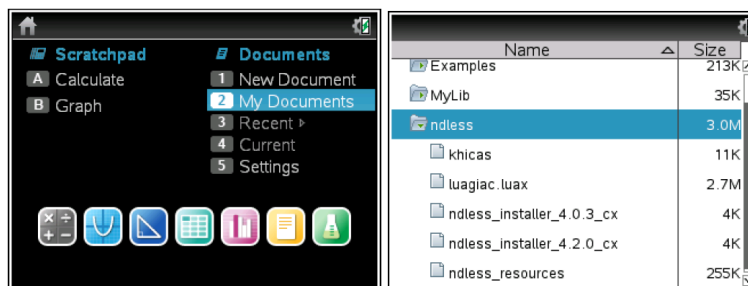 Scratchpad
A Calculate
B Graph
Documents
1 New Document
2 My Documents
3 Recent ▹
4 Current
5 Settings
Name Size
Examples 213K
MyLib 35K
ndless 3.0M
khicas 11K
luagiac.luax 2.7M
ndless_installer_4.0.3_cx 4K
ndless_installer_4.2.0_cx 4K
ndless_resources 255K